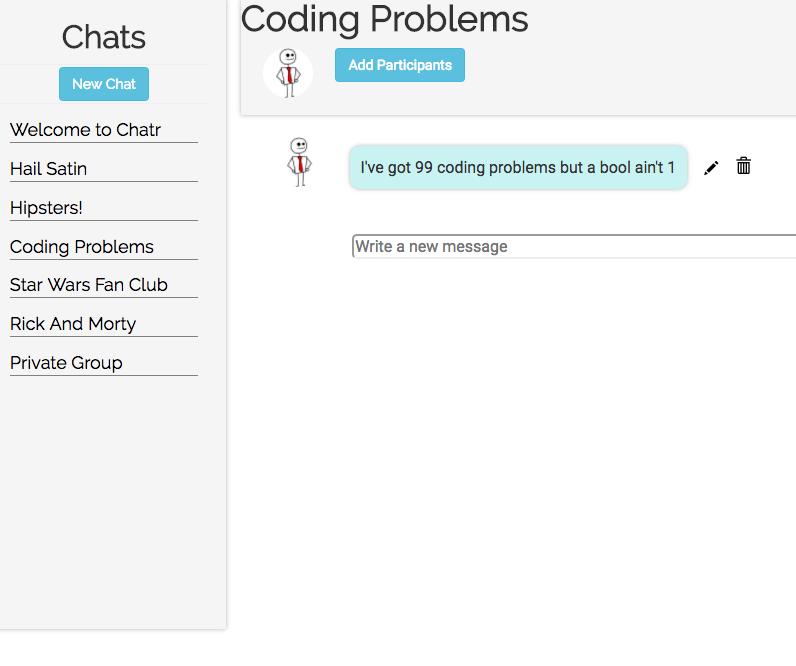 Chats
New Chat
Welcome to Chatr
Hail Satin
Hipsters!
Coding Problems
Star Wars Fan Club
Rick And Morty
Private Group
Coding Problems
Add Participants
I've got 99 coding problems but a bool ain't 1
Write a new message